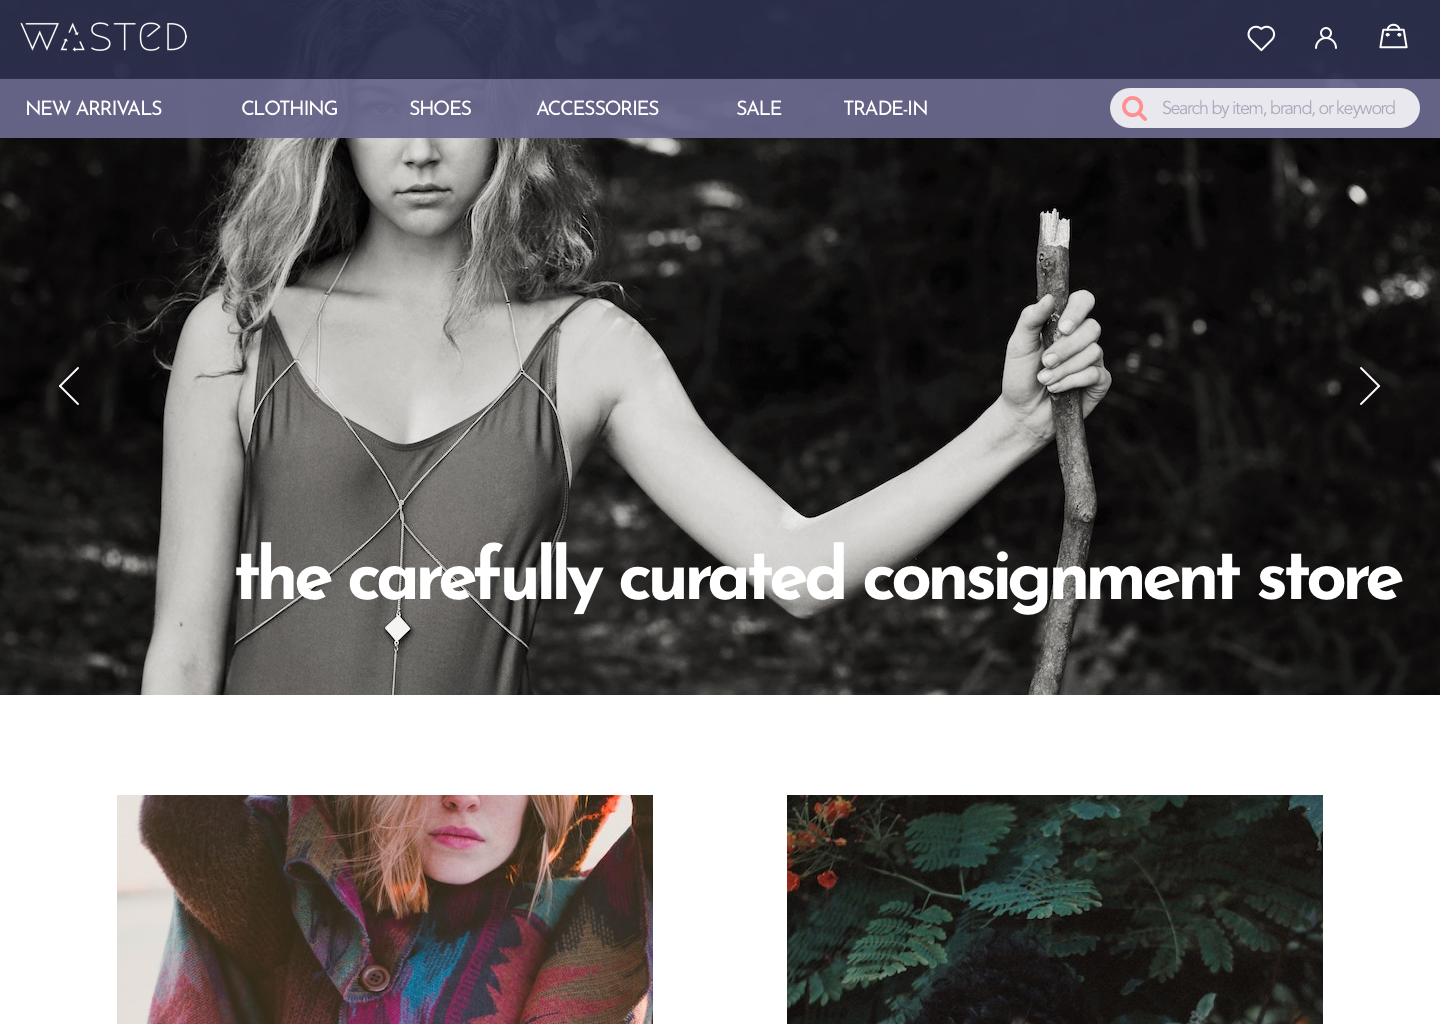 WASTED
NEW ARRIVALS CLOTHING SHOES ACCESSORIES SALE TRADE-IN Search by item, brand, or keyword
the carefully curated consignment store